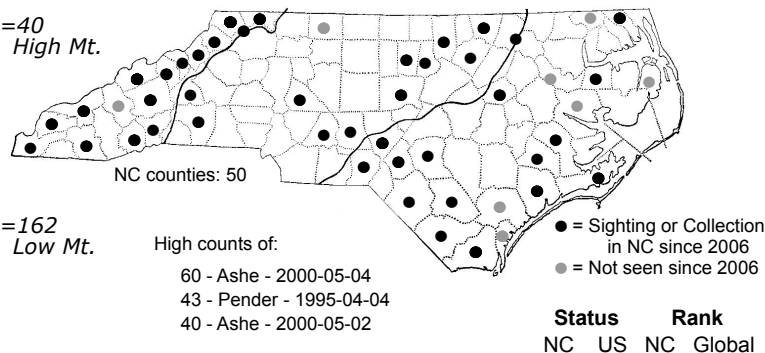 =40
High Mt.
NC counties: 50
=162
Low Mt.
High counts of:
60 - Ashe - 2000-05-04
43 - Pender - 1995-04-04
40 - Ashe - 2000-05-02
= Sighting or Collection
in NC since 2006
= Not seen since 2006
Status Rank
NC US NC Global